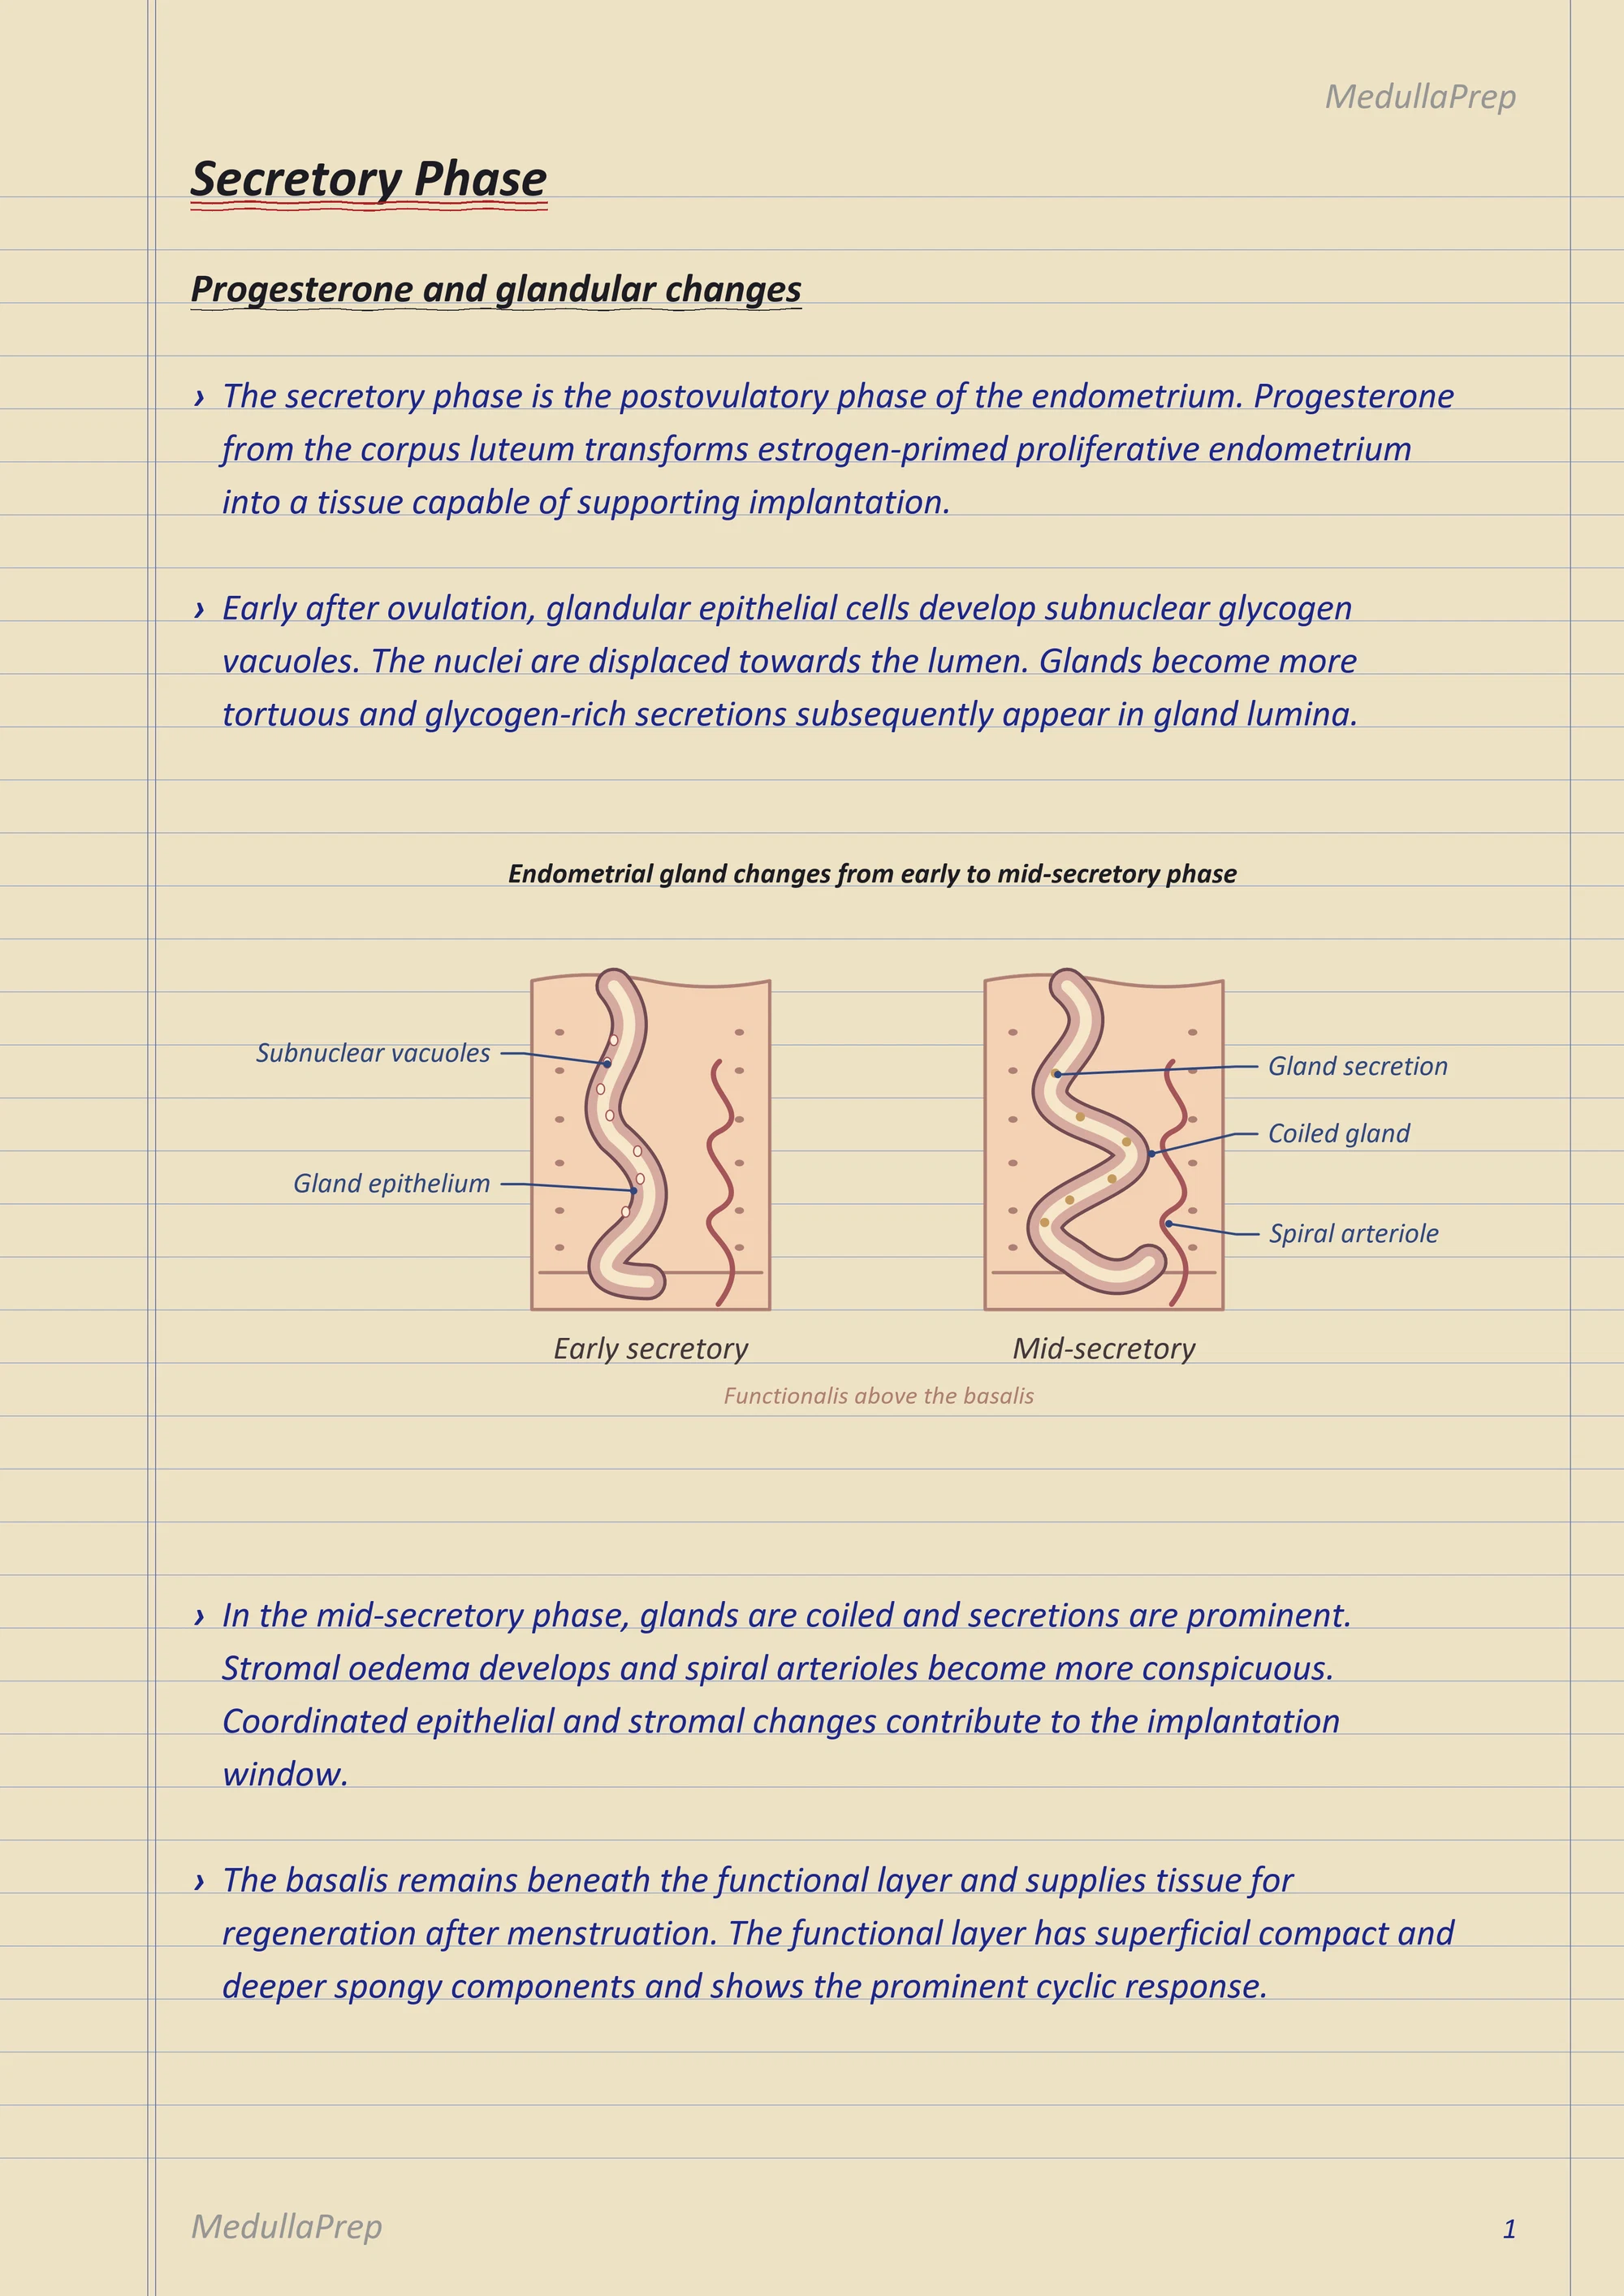 MedullaPrep
Secretory Phase
Progesterone and glandular changes
› The secretory phase is the postovulatory phase of the endometrium. Progesterone
from the corpus luteum transforms estrogen-primed proliferative endometrium
into a tissue capable of supporting implantation.
› Early after ovulation, glandular epithelial cells develop subnuclear glycogen
vacuoles. The nuclei are displaced towards the lumen. Glands become more
tortuous and glycogen-rich secretions subsequently appear in gland lumina.
Endometrial gland changes from early to mid-secretory phase
Subnuclear vacuoles
Gland epithelium
Gland secretion
Coiled gland
Spiral arteriole
Early secretory
Mid-secretory
Functionalis above the basalis
› In the mid-secretory phase, glands are coiled and secretions are prominent.
Stromal oedema develops and spiral arterioles become more conspicuous.
Coordinated epithelial and stromal changes contribute to the implantation
window.
› The basalis remains beneath the functional layer and supplies tissue for
regeneration after menstruation. The functional layer has superficial compact and
deeper spongy components and shows the prominent cyclic response.
MedullaPrep
1